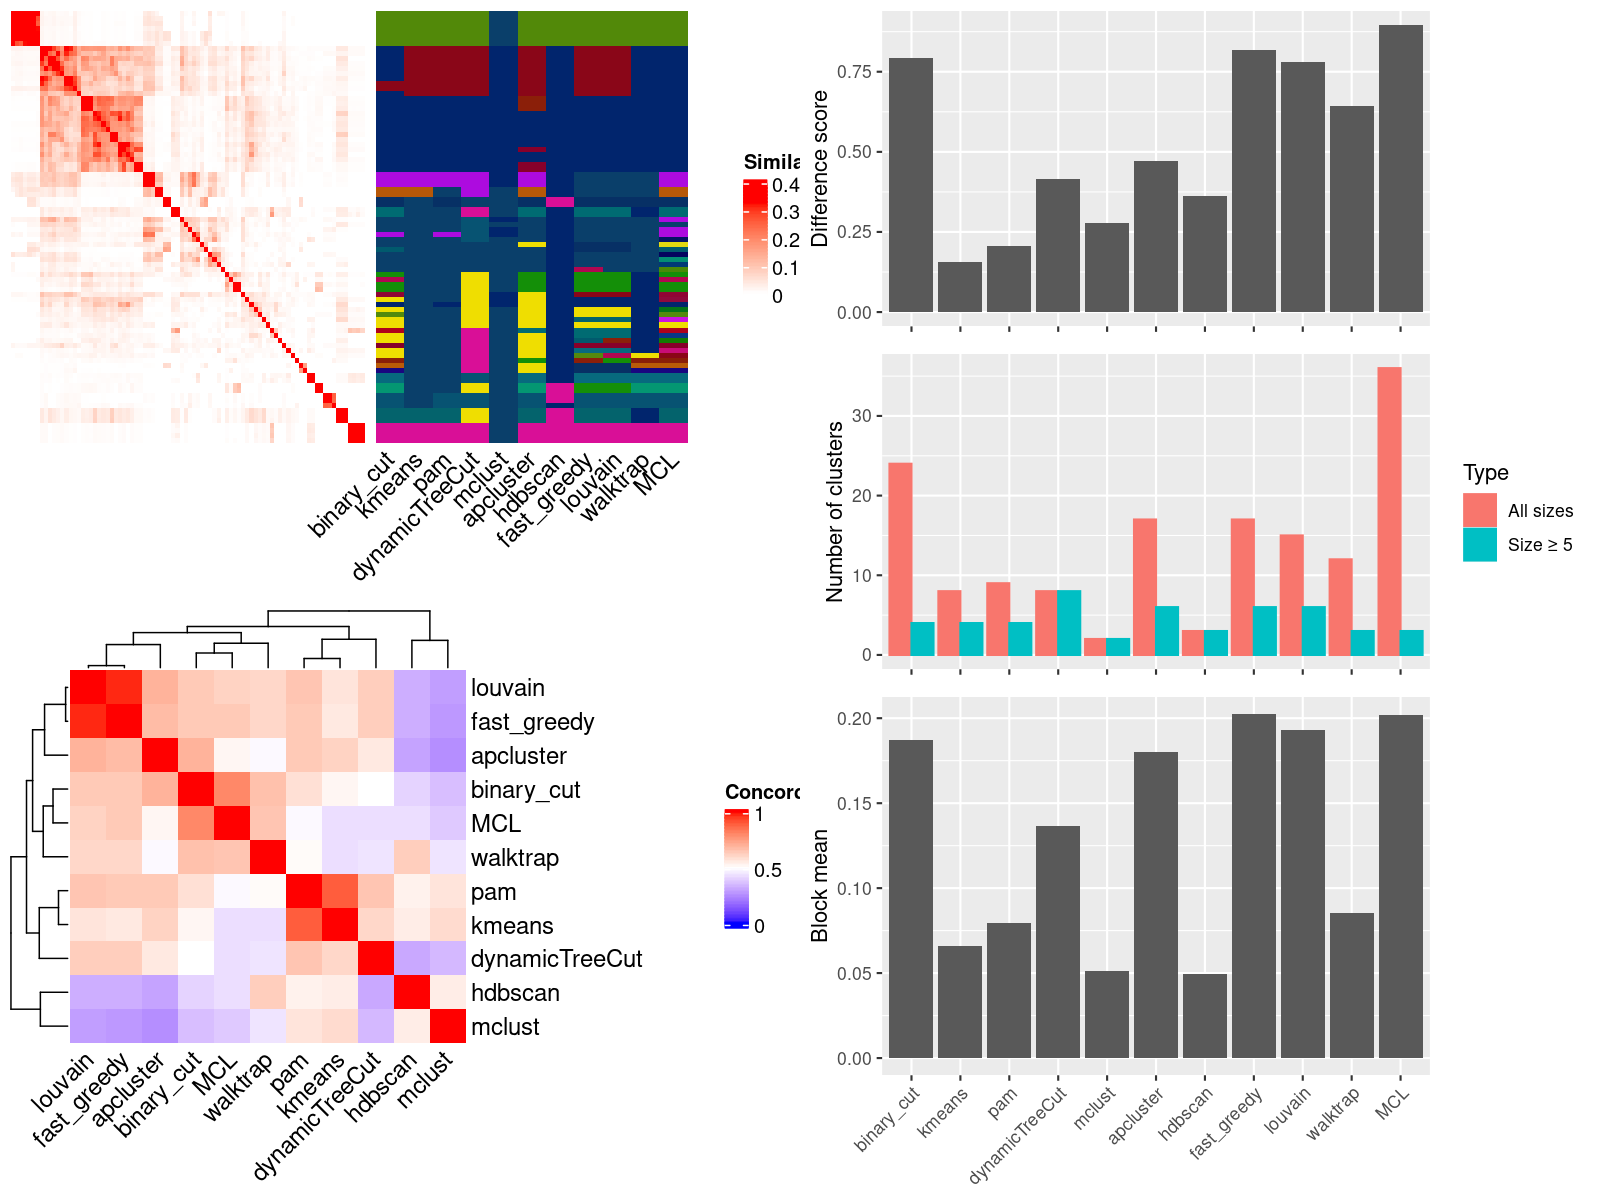 Simila
0.4
0.3
0.2
0.1
0
binary_cut
kmeans
pam
dynamicTreeCut
mclust
apcluster
hdbscan
fast_greedy
louvain
walktrap
MCL
louvain
fast_greedy
apcluster
binary_cut
MCL
walktrap
pam
kmeans
dynamicTreeCut
hdbscan
mclust
louvain
fast_greedy
apcluster
binary_cut
MCL
walktrap
pam
kmeans
dynamicTreeCut
hdbscan
mclust
Concord
1
0.5
0
Difference score
0.75
0.50
0.25
0.00
Number of clusters
30
20
10
0
Type
All sizes
Size ≥ 5
Block mean
0.20
0.15
0.10
0.05
0.00
binary_cut
kmeans
pam
dynamicTreeCut
mclust
apcluster
hdbscan
fast_greedy
louvain
walktrap
MCL